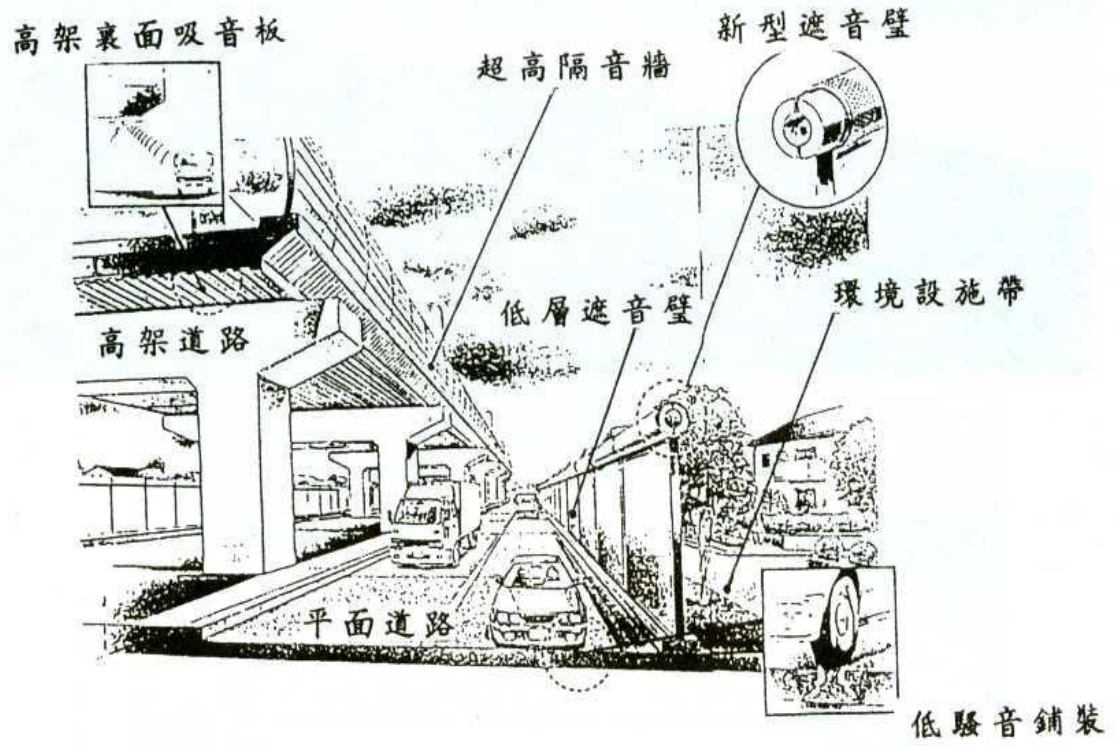 高架裏面吸音板
超高隔音牆
新型遮音璧
高架道路
低層遮音璧
環境設施帶
平面道路
低騷音鋪裝